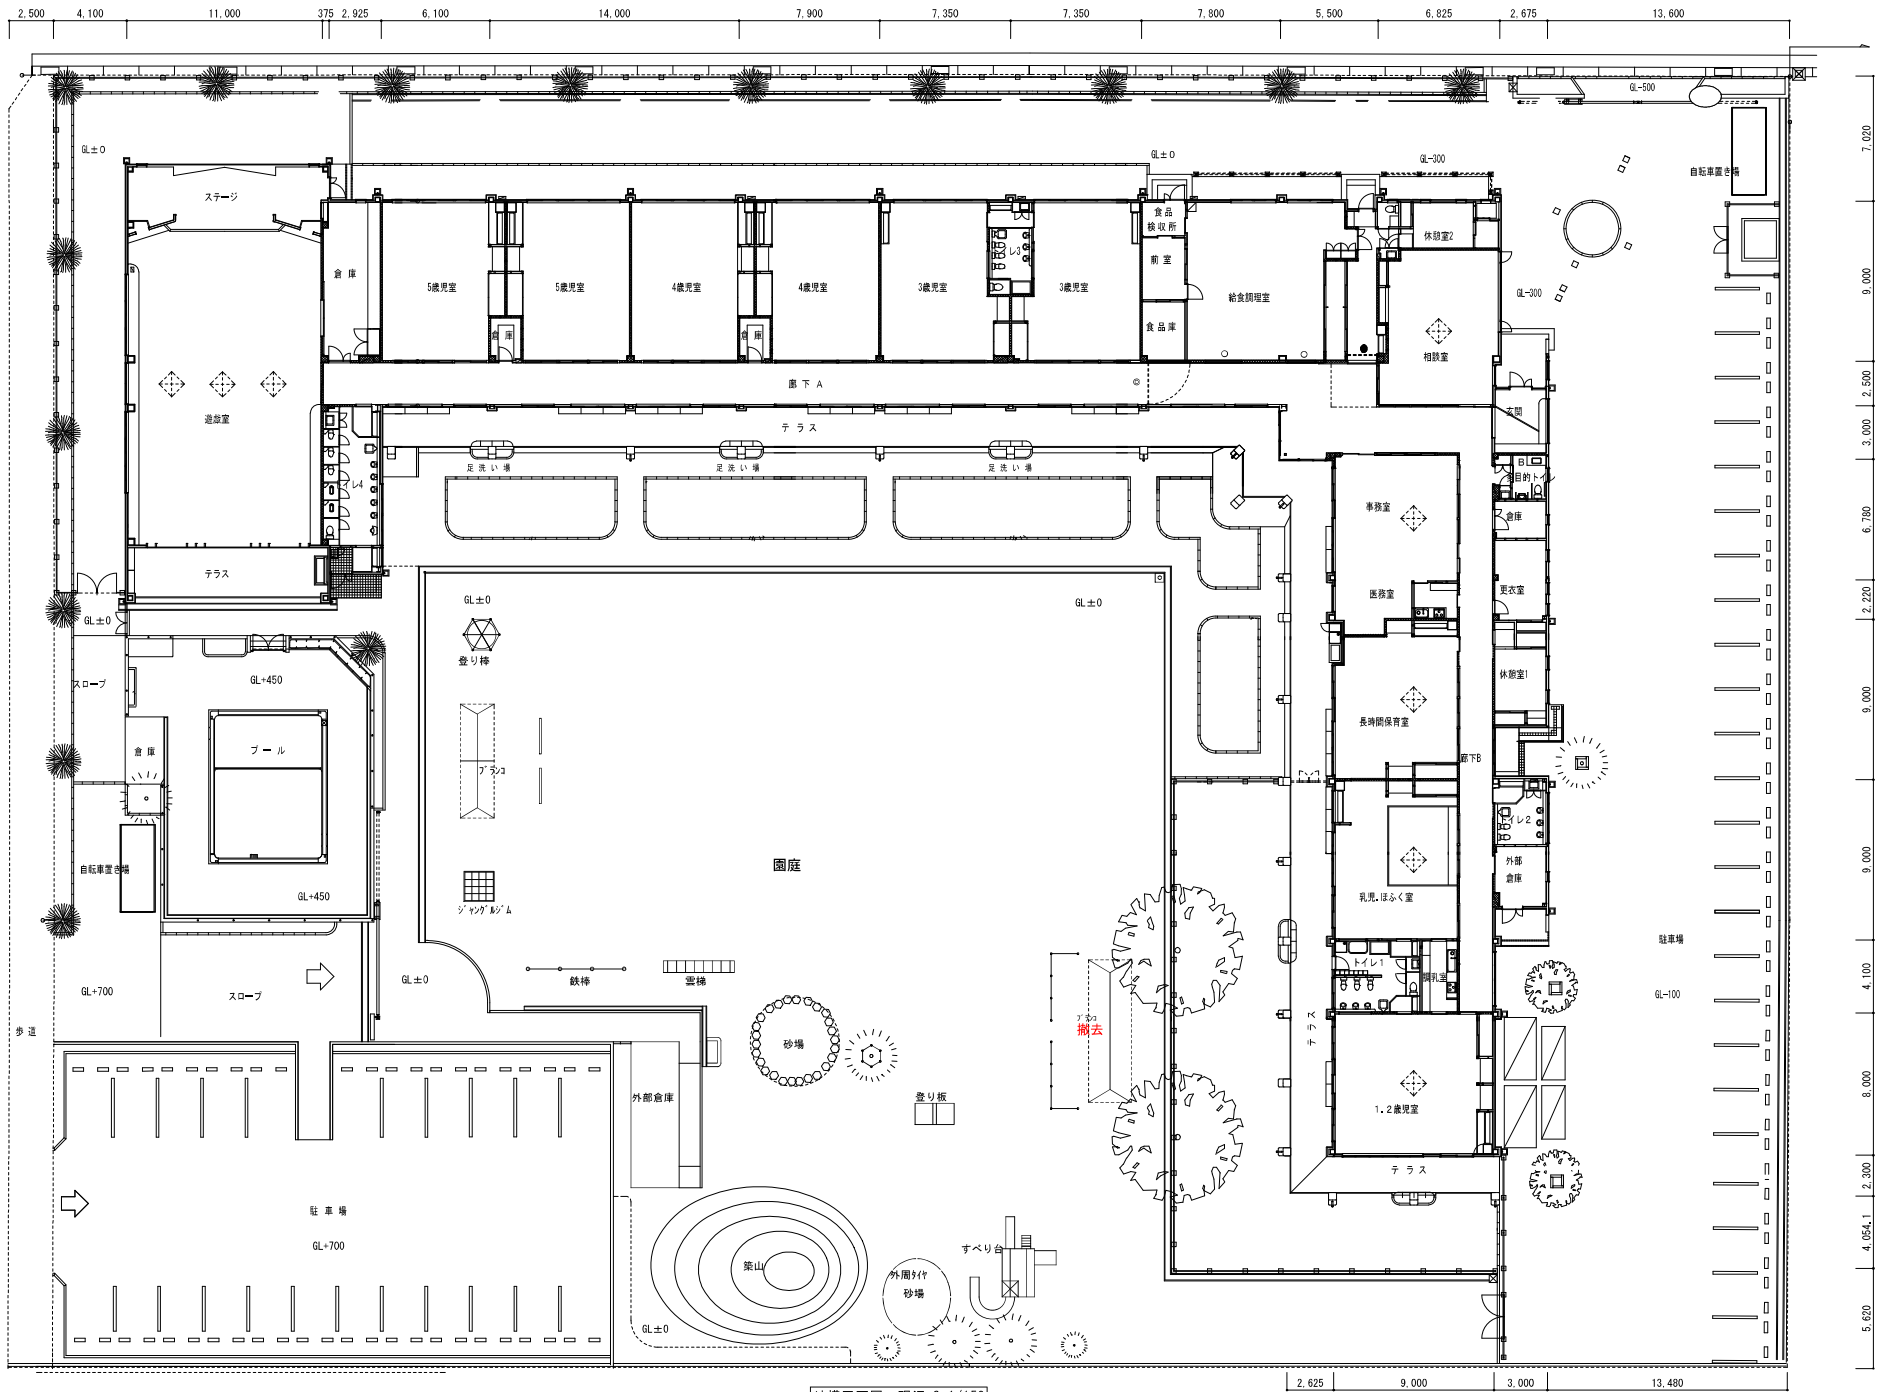 2,500 4,100 11,000 375 2,925 6,100 14,000 7,900 7,350 7,350 7,800 5,500 6,825 2,675 13,600
GL-500
7,020
GL±0
GL±0
GL-300
自転車置き場
ステージ
食品
検収所
休憩室2
倉庫
前室
5歳児室
5歳児室
4歳児室
4歳児室
3歳児室
3歳児室
給食調理室
GL-300
9,000
倉庫
倉庫
食品庫
相談室
廊下A
2,500
遊戯室
玄関
テラス
3,000
足洗い場
足洗い場
足洗い場
事務室
倉庫
6,780
テラス
医務室
更衣室
GL±0
GL±0
GL±0
2,220
登り棒
スロープ
GL+450
休憩室1
9,000
長時間保育室
倉庫
プール
ブランコ
廊下B
トイレ2
自転車置き場
園庭
外部
倉庫
9,000
GL+450
乳児.ほふく室
ジャングルジム
駐車場
トイレ1
調乳室
GL+700
スロープ
GL±0
鉄棒
雲梯
GL-100
4,100
歩道
ブランコ
撤去
テラス
砂場
外部倉庫
登り板
1.2歳児室
8,000
テラス
2,300
駐車場
GL+700
すべり台
4,054.1
築山
外周タイヤ
砂場
GL±0
5,620
2,625 9,000 3,000 13,480